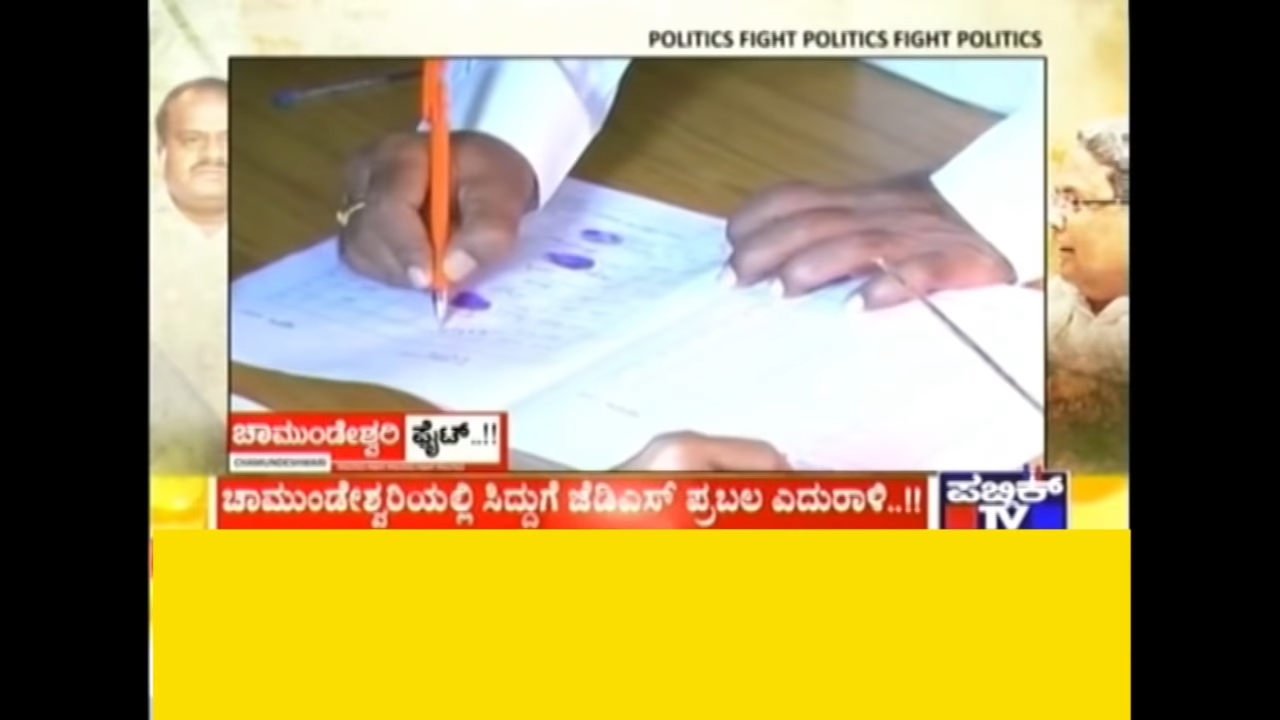 POLITICS FIGHT POLITICS FIGHT POLITICS
ಚಾಮುಂಡೇಶ್ವರಿ ಫೈಟ್..!!
CHAMUNDESHWARI
ಚಾಮುಂಡೇಶ್ವರಿಯಲ್ಲಿ ಸಿದ್ದುಗೆ ಜೆಡಿಎಸ್ ಪ್ರಬಲ ಎದುರಾಳಿ..!!
ಪಬ್ಲಿಕ್
TV